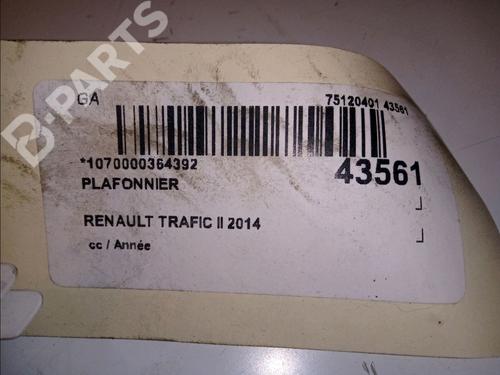 B-PARTS
GA
75120401 43561
*1070000364392
43561
PLAFONNIER
RENAULT TRAFIC II 2014
cc / Année